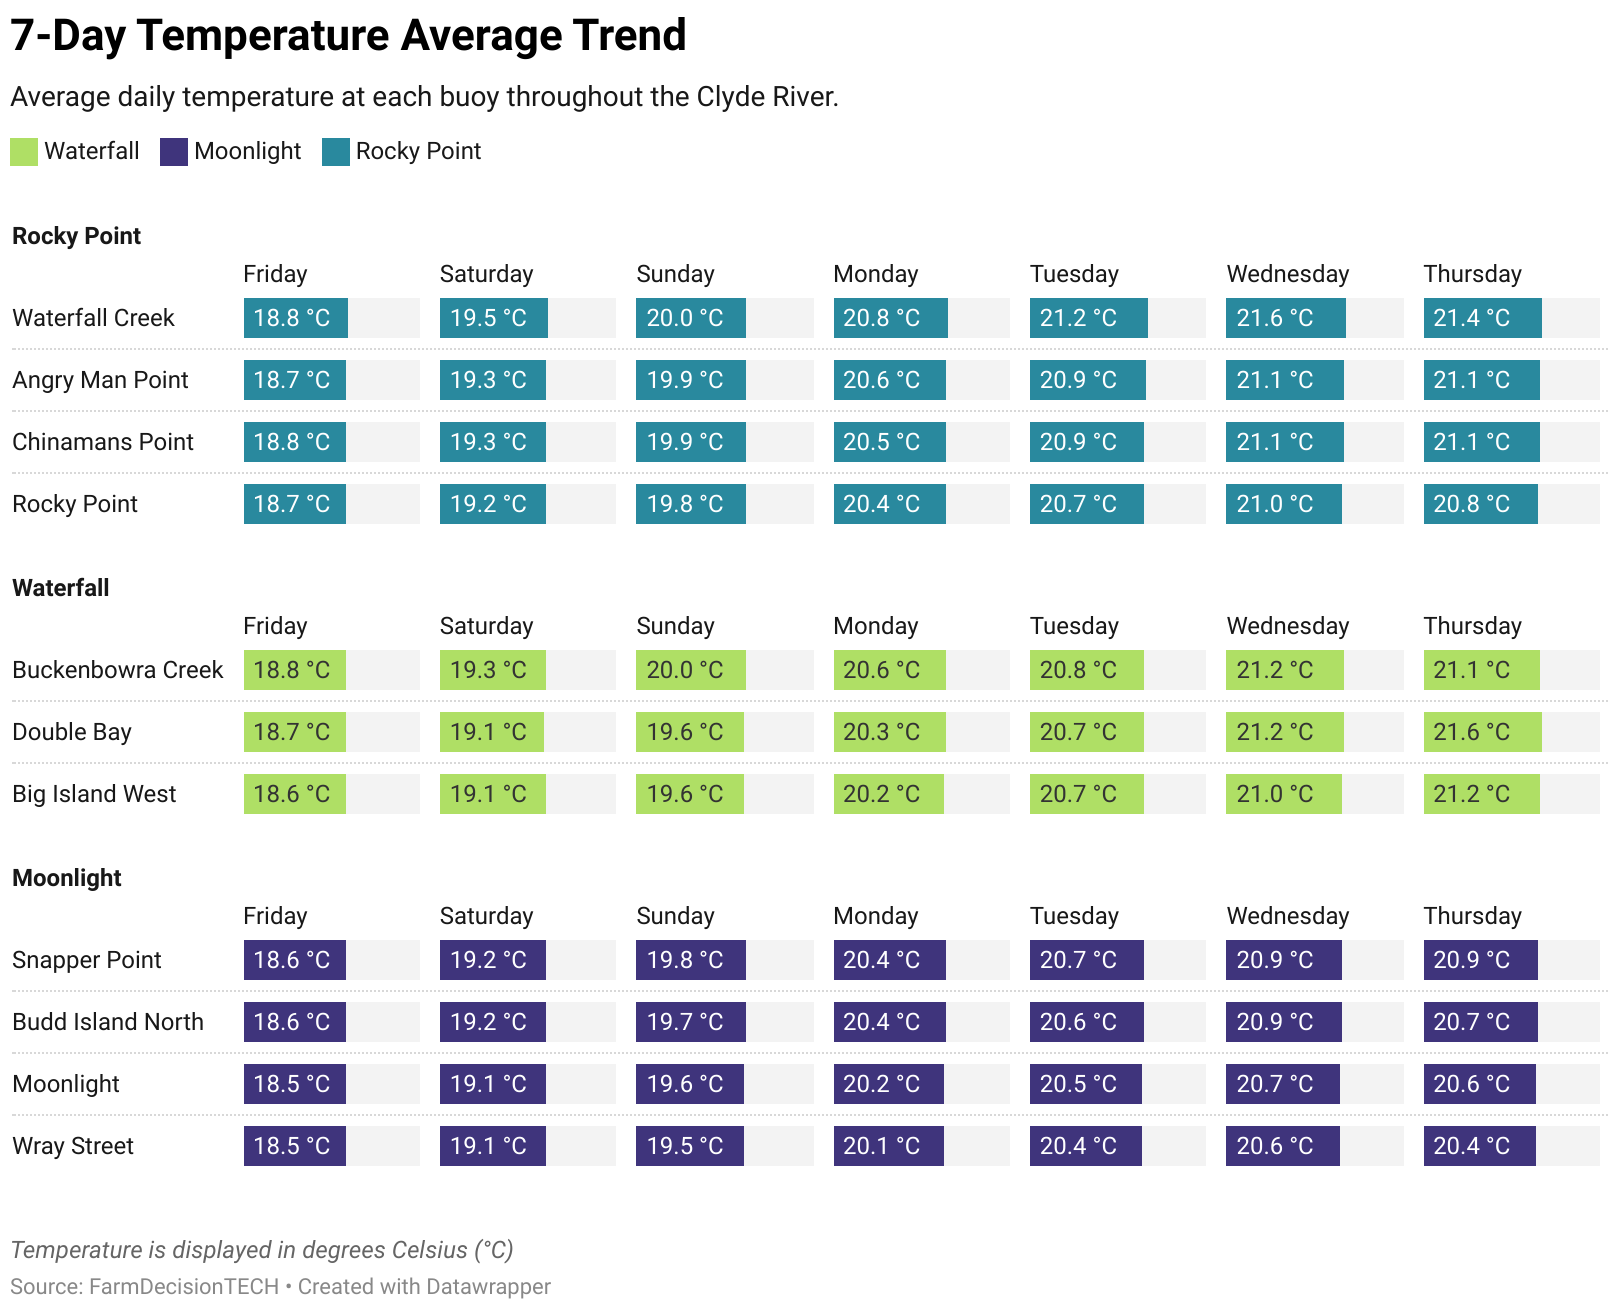 7-Day Temperature Average Trend
Average daily temperature at each buoy throughout the Clyde River.
Waterfall Moonlight Rocky Point
Rocky Point
Friday Saturday Sunday Monday Tuesday Wednesday Thursday
Waterfall Creek 18.8 °C 19.5 °C 20.0 °C 20.8 °C 21.2 °C 21.6 °C 21.4 °C
Angry Man Point 18.7 °C 19.3 °C 19.9 °C 20.6 °C 20.9 °C 21.1 °C 21.1 °C
Chinamans Point 18.8 °C 19.3 °C 19.9 °C 20.5 °C 20.9 °C 21.1 °C 21.1 °C
Rocky Point 18.7 °C 19.2 °C 19.8 °C 20.4 °C 20.7 °C 21.0 °C 20.8 °C
Waterfall
Friday Saturday Sunday Monday Tuesday Wednesday Thursday
Buckenbowra Creek 18.8 °C 19.3 °C 20.0 °C 20.6 °C 20.8 °C 21.2 °C 21.1 °C
Double Bay 18.7 °C 19.1 °C 19.6 °C 20.3 °C 20.7 °C 21.2 °C 21.6 °C
Big Island West 18.6 °C 19.1 °C 19.6 °C 20.2 °C 20.7 °C 21.0 °C 21.2 °C
Moonlight
Friday Saturday Sunday Monday Tuesday Wednesday Thursday
Snapper Point 18.6 °C 19.2 °C 19.8 °C 20.4 °C 20.7 °C 20.9 °C 20.9 °C
Budd Island North 18.6 °C 19.2 °C 19.7 °C 20.4 °C 20.6 °C 20.9 °C 20.7 °C
Moonlight 18.5 °C 19.1 °C 19.6 °C 20.2 °C 20.5 °C 20.7 °C 20.6 °C
Wray Street 18.5 °C 19.1 °C 19.5 °C 20.1 °C 20.4 °C 20.6 °C 20.4 °C
Temperature is displayed in degrees Celsius (°C)
Source: FarmDecisionTECH • Created with Datawrapper